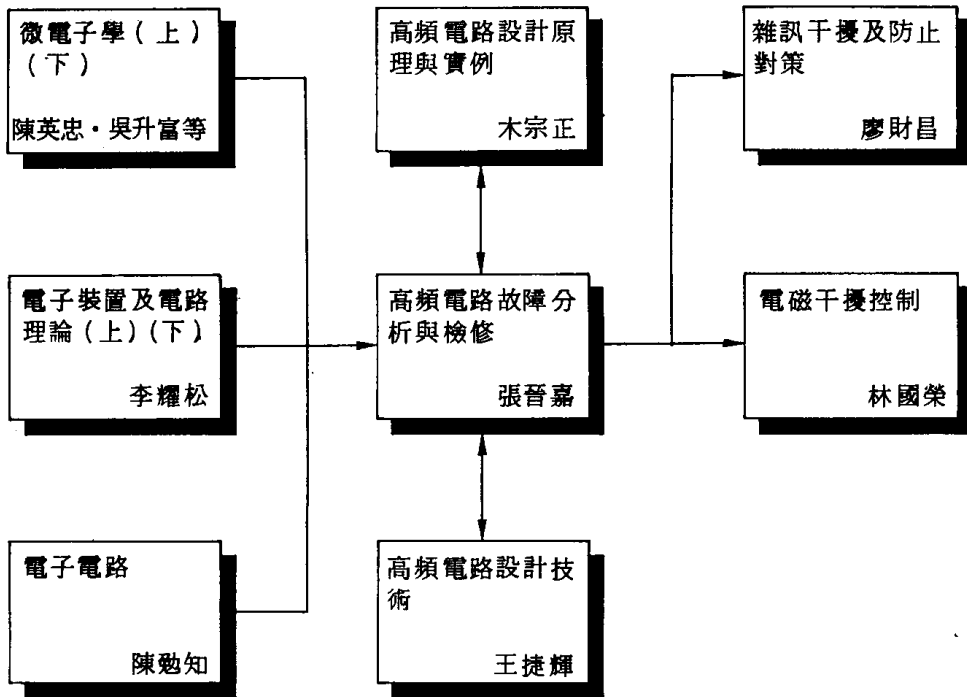 微電子學（上）
（下）
陳英忠・吳升富等
高頻電路設計原
理與實例
木宗正
雜訊干擾及防止
對策
廖財昌
電子裝置及電路
理論（上）（下）
李耀松
高頻電路故障分
析與檢修
張晉嘉
電磁干擾控制
林國榮
電子電路
陳勉知
高頻電路設計技
術
王捷輝